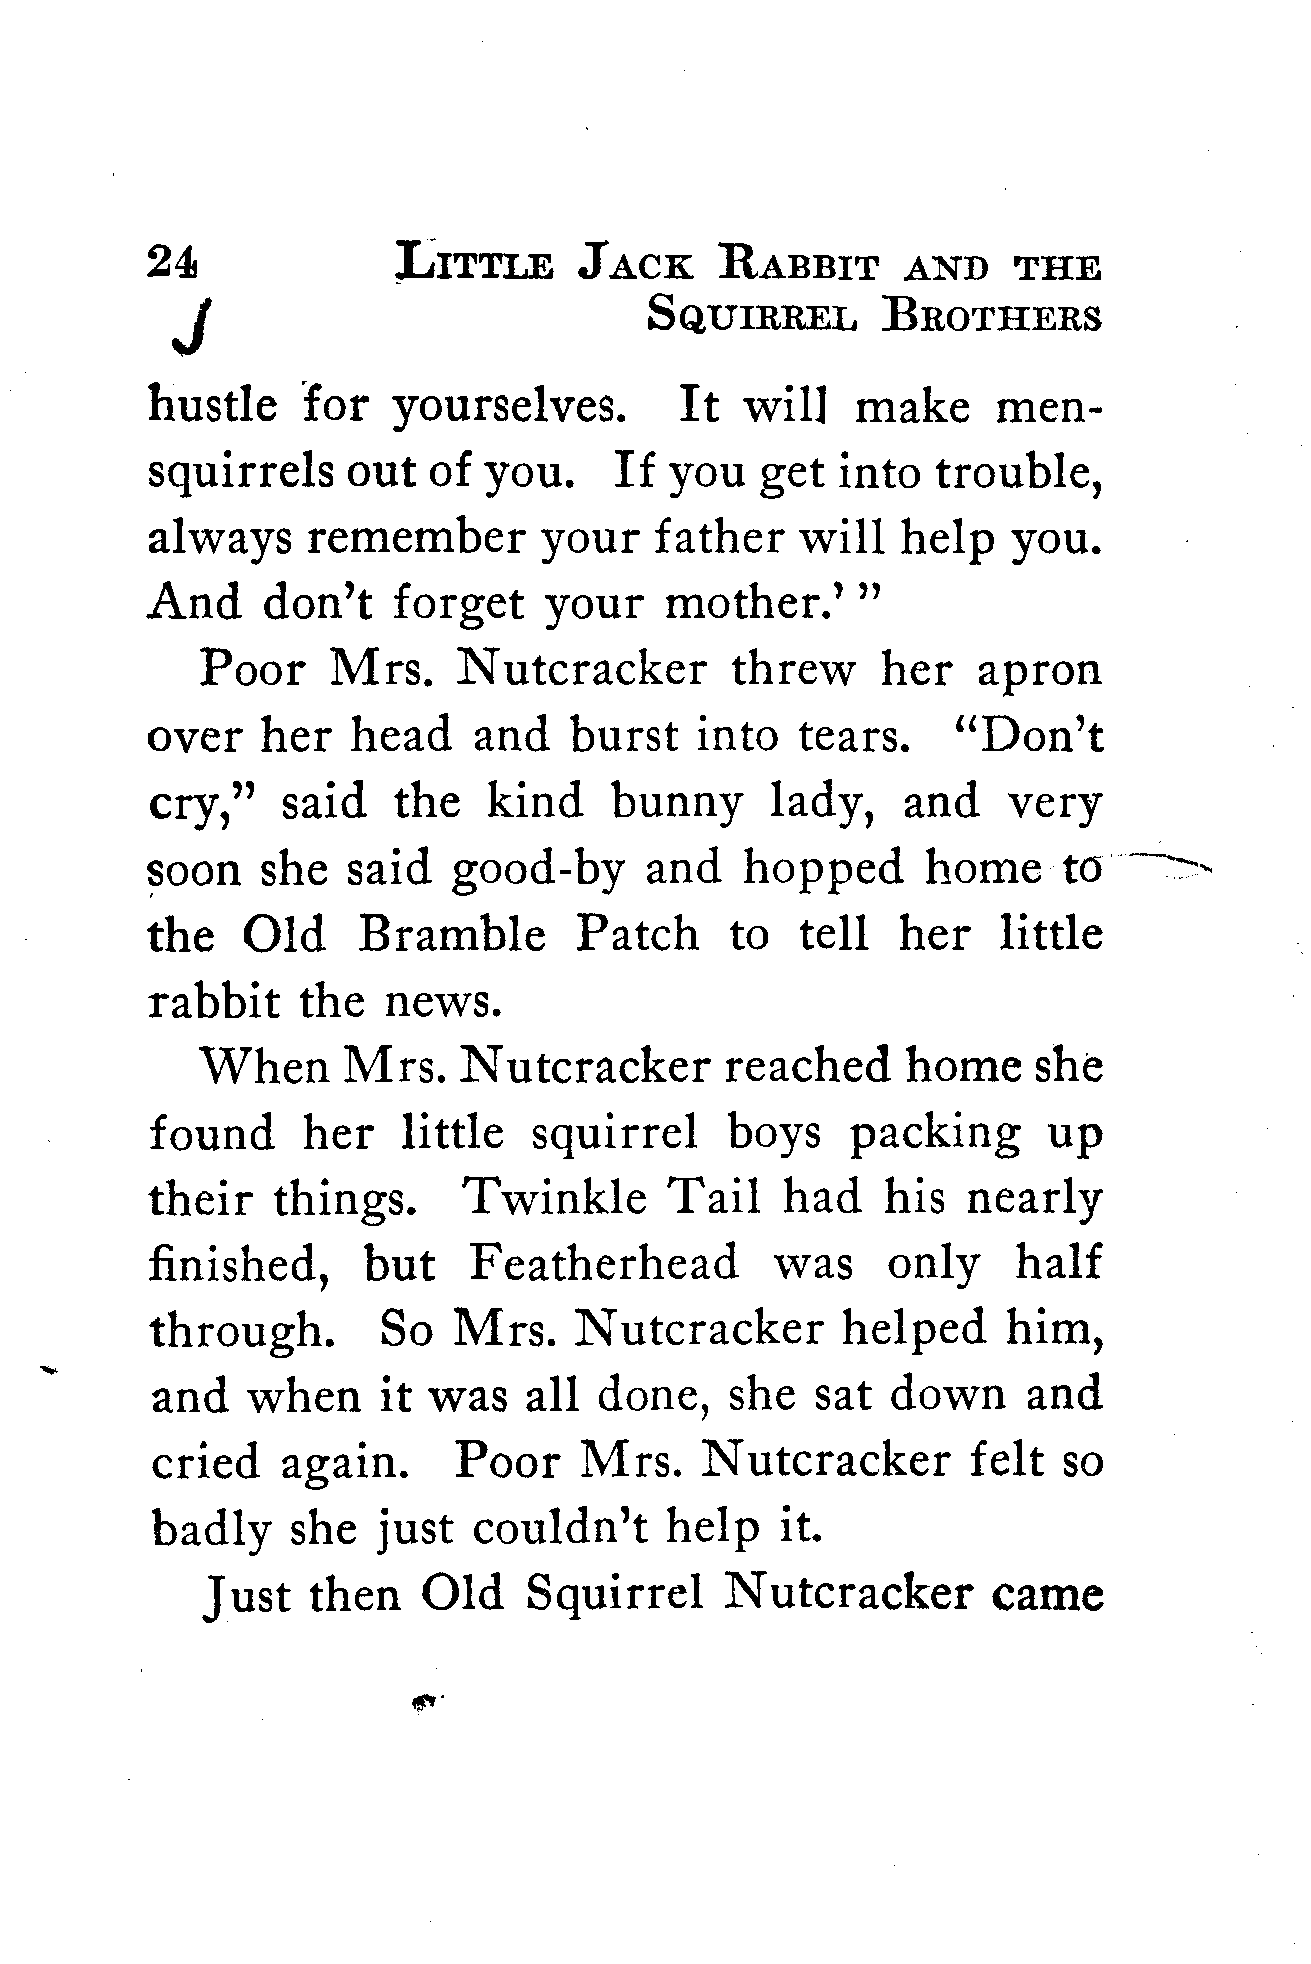 24 LITTLE JACK RABBIT AND THE
J SQUIRREL BROTHERS
hustle for yourselves. It will make men-
squirrels out of you. If you get into trouble,
always remember your father will help you.
And don't forget your mother.' ”
Poor Mrs. Nutcracker threw her apron
over her head and burst into tears. “Don't
cry,” said the kind bunny lady, and very
soon she said good-by and hopped home to
the Old Bramble Patch to tell her little
rabbit the news.
When Mrs. Nutcracker reached home she
found her little squirrel boys packing up
their things. Twinkle Tail had his nearly
finished, but Featherhead was only half
through. So Mrs. Nutcracker helped him,
and when it was all done, she sat down and
cried again. Poor Mrs. Nutcracker felt so
badly she just couldn't help it.
Just then Old Squirrel Nutcracker came